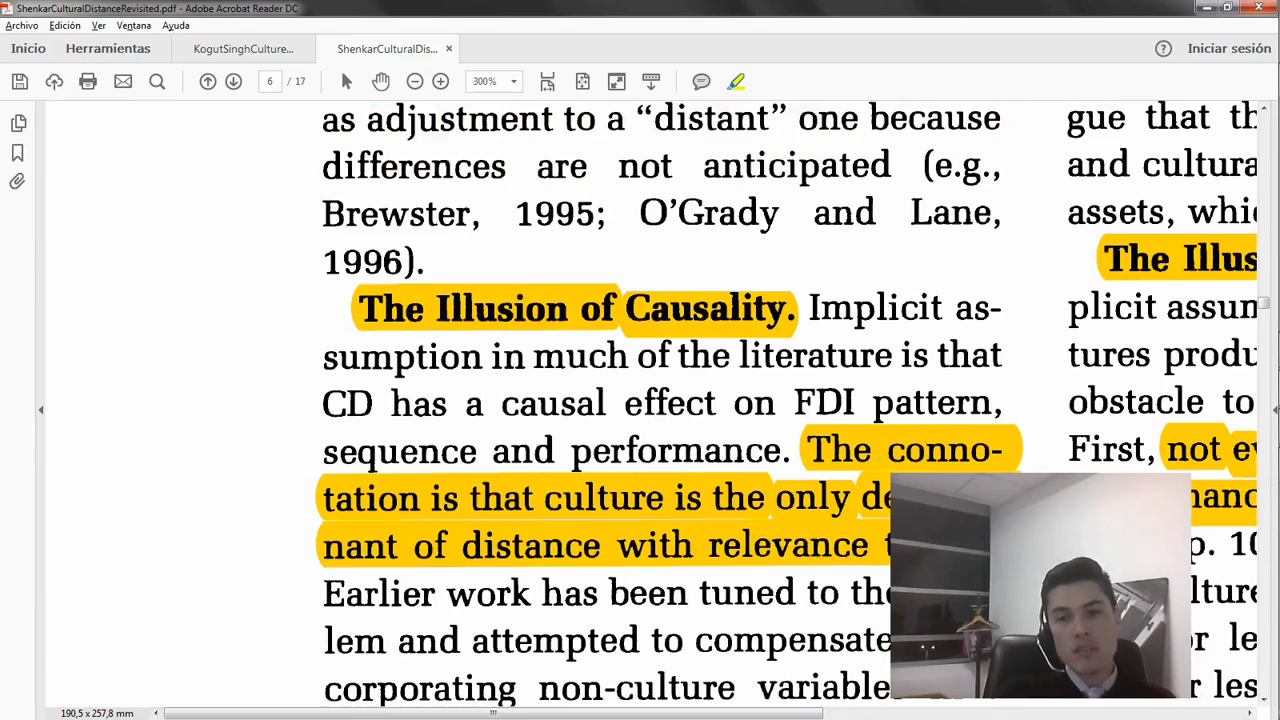 ShenkarCulturalDistanceRevisited.pdf - Adobe Acrobat Reader DC
Archivo Edición Ver Ventana Ayuda
Inicio Herramientas KogutSinghCulture... ShenkarCulturalDis... × Iniciar sesión
6 / 17 300%
as adjustment to a “distant” one because
differences are not anticipated (e.g.,
Brewster, 1995; O’Grady and Lane,
1996).
The Illusion of Causality. Implicit as-
sumption in much of the literature is that
CD has a causal effect on FDI pattern,
sequence and performance. The conno-
tation is that culture is the only de
nant of distance with relevance t
Earlier work has been tuned to the
lem and attempted to compensate
corporating non-culture variable
gue that th
and cultura
assets, whic
The Illus
plicit assum
tures produ
obstacle to
First, not ev
manc
p. 10
lture
or le
r les
190,5 x 257,8 mm